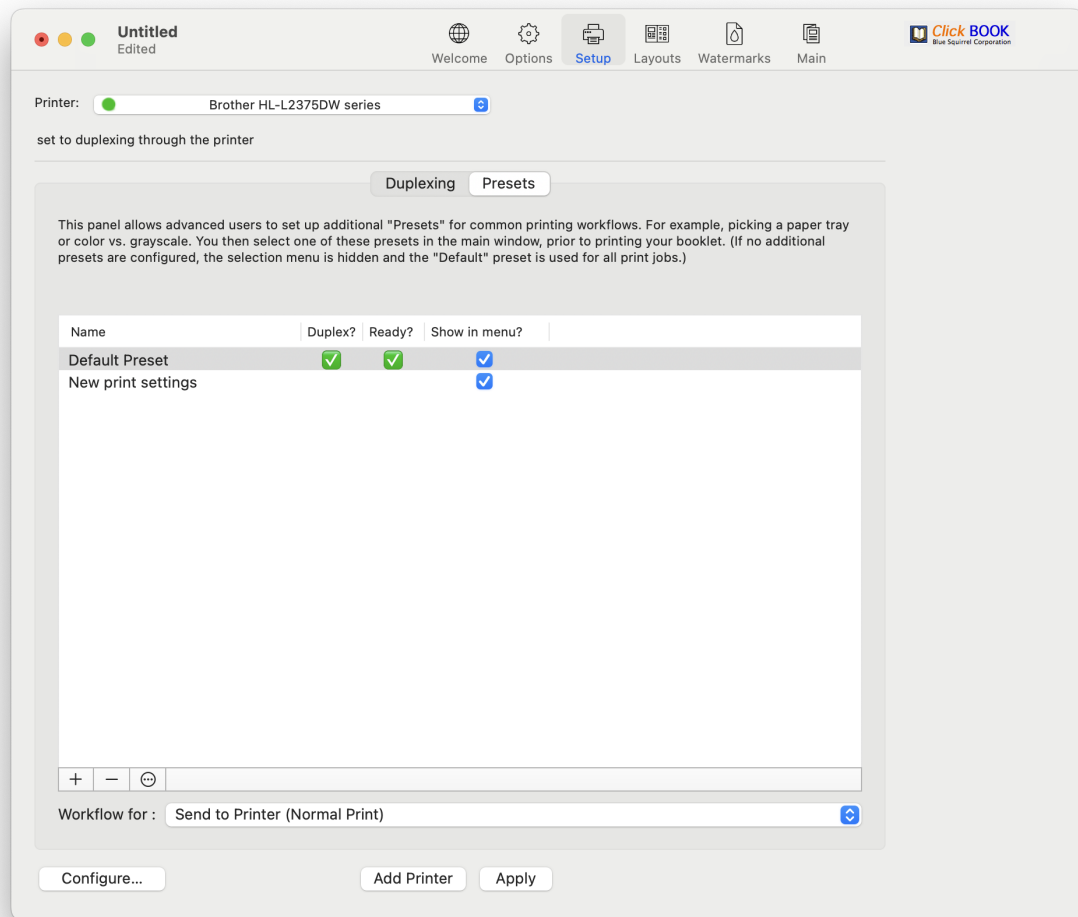 Untitled
Edited
Welcome
Options
Setup
Layouts
Watermarks
Main
Click BOOK
Blue Squirrel Corporation
Printer:
Brother HL-L2375DW series
set to duplexing through the printer
Duplexing
Presets
This panel allows advanced users to set up additional "Presets" for common printing workflows. For example, picking a paper tray
or color vs. grayscale. You then select one of these presets in the main window, prior to printing your booklet. (If no additional
presets are configured, the selection menu is hidden and the "Default" preset is used for all print jobs.)
Name
Duplex?
Ready?
Show in menu?
Default Preset
New print settings
Workflow for :
Send to Printer (Normal Print)
Configure...
Add Printer
Apply